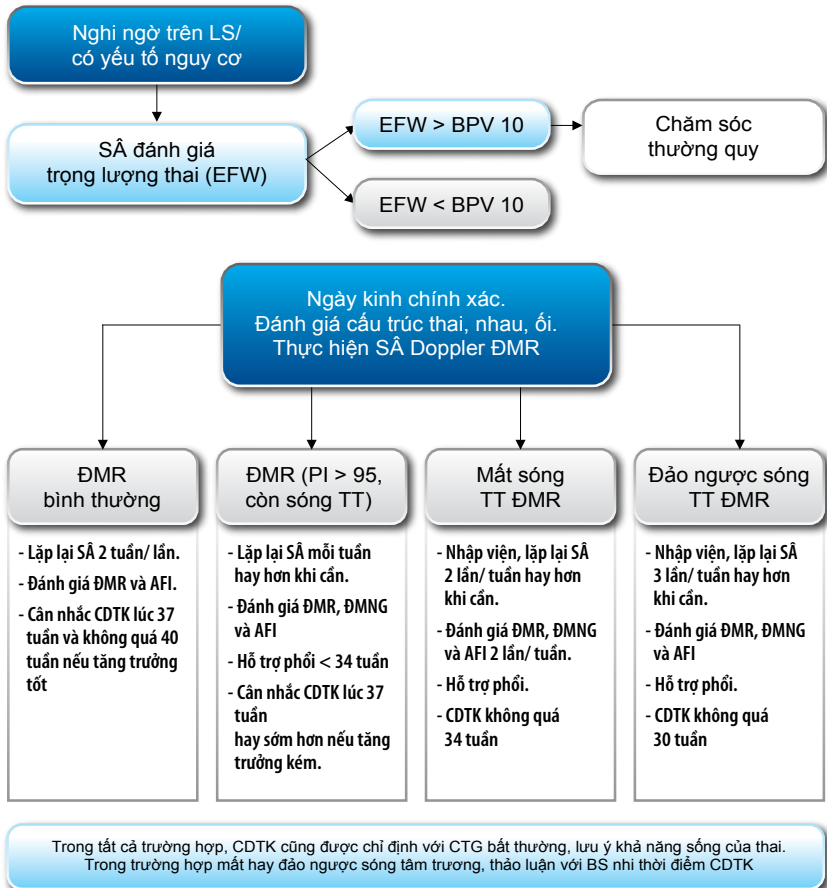 Nghi ngờ trên LS/
có yếu tố nguy cơ
SÂ đánh giá
trọng lượng thai (EFW)
EFW > BPV 10
Chăm sóc
thường quy
EFW < BPV 10
Ngày kinh chính xác.
Đánh giá cấu trúc thai, nhau, ối.
Thực hiện SÂ Doppler ĐMR
ĐMR
bình thường
- Lặp lại SÂ 2 tuần/ lần.
- Đánh giá ĐMR và AFI.
- Cân nhắc CDTK lúc 37
tuần và không quá 40
tuần nếu tăng trưởng
tốt
ĐMR (PI > 95,
còn sóng TT)
- Lặp lại SÂ mỗi tuần
hay hơn khi cần.
- Đánh giá ĐMR, ĐMNG
và AFI
- Hỗ trợ phổi < 34 tuần
- Cân nhắc CDTK lúc 37
tuần
hay sớm hơn nếu tăng
trưởng kém.
Mất sóng
TT ĐMR
- Nhập viện, lặp lại SÂ
2 lần/ tuần hay hơn
khi cần.
- Đánh giá ĐMR, ĐMNG
và AFI 2 lần/ tuần.
- Hỗ trợ phổi.
- CDTK không quá
34 tuần
Đảo ngược sóng
TT ĐMR
- Nhập viện, lặp lại SÂ
3 lần/ tuần hay hơn
khi cần.
- Đánh giá ĐMR, ĐMNG
và AFI
- Hỗ trợ phổi.
- CDTK không quá
30 tuần
Trong tất cả trường hợp, CDTK cũng được chỉ định với CTG bất thường, lưu ý khả năng sống của thai.
Trong trường hợp mất hay đảo ngược sóng tâm trương, thảo luận với BS nhi thời điểm CDTK